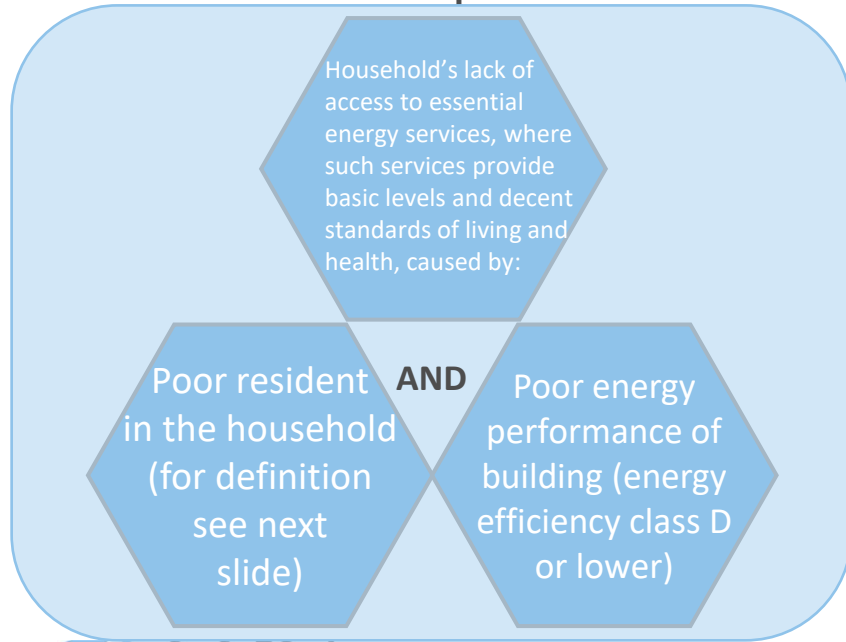 Household's lack of
access to essential
energy services, where
such services provide
basic levels and decent
standards of living and
health, caused by:
AND
Poor resident
in the household
(for definition
see next
slide)
Poor energy
performance of
building (energy
efficiency class D
or lower)